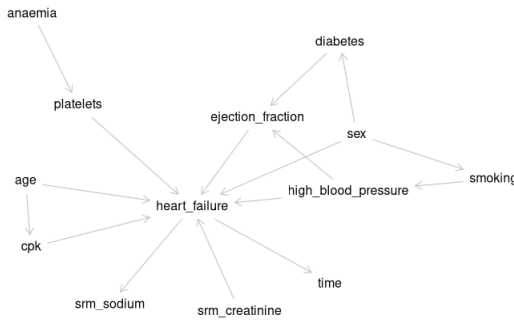 anaemia
diabetes
platelets
ejection_fraction
sex
age
smoking
high_blood_pressure
heart_failure
cpk
time
srm_sodium
srm_creatinine